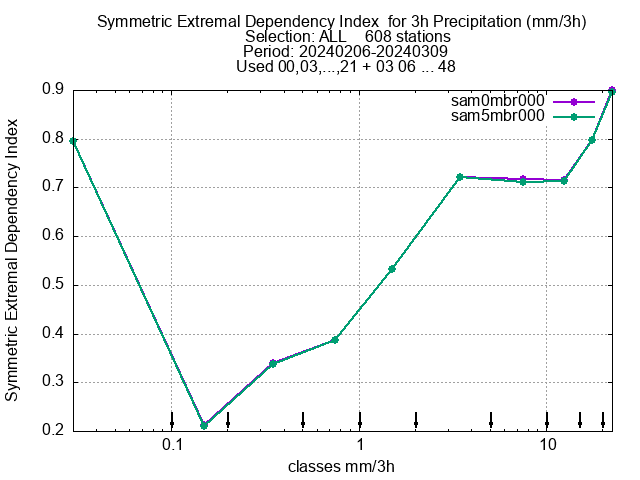 Symmetric Extremal Dependency Index  for 3h Precipitation (mm/3h)
Selection: ALL    608 stations
Period: 20240206-20240309
Used 00,03,...,21 + 03 06 ... 48
sam0mbr000
sam5mbr000
Symmetric Extremal Dependency Index
0.9
0.8
0.7
0.6
0.5
0.4
0.3
0.2
0.1
1
10
classes mm/3h